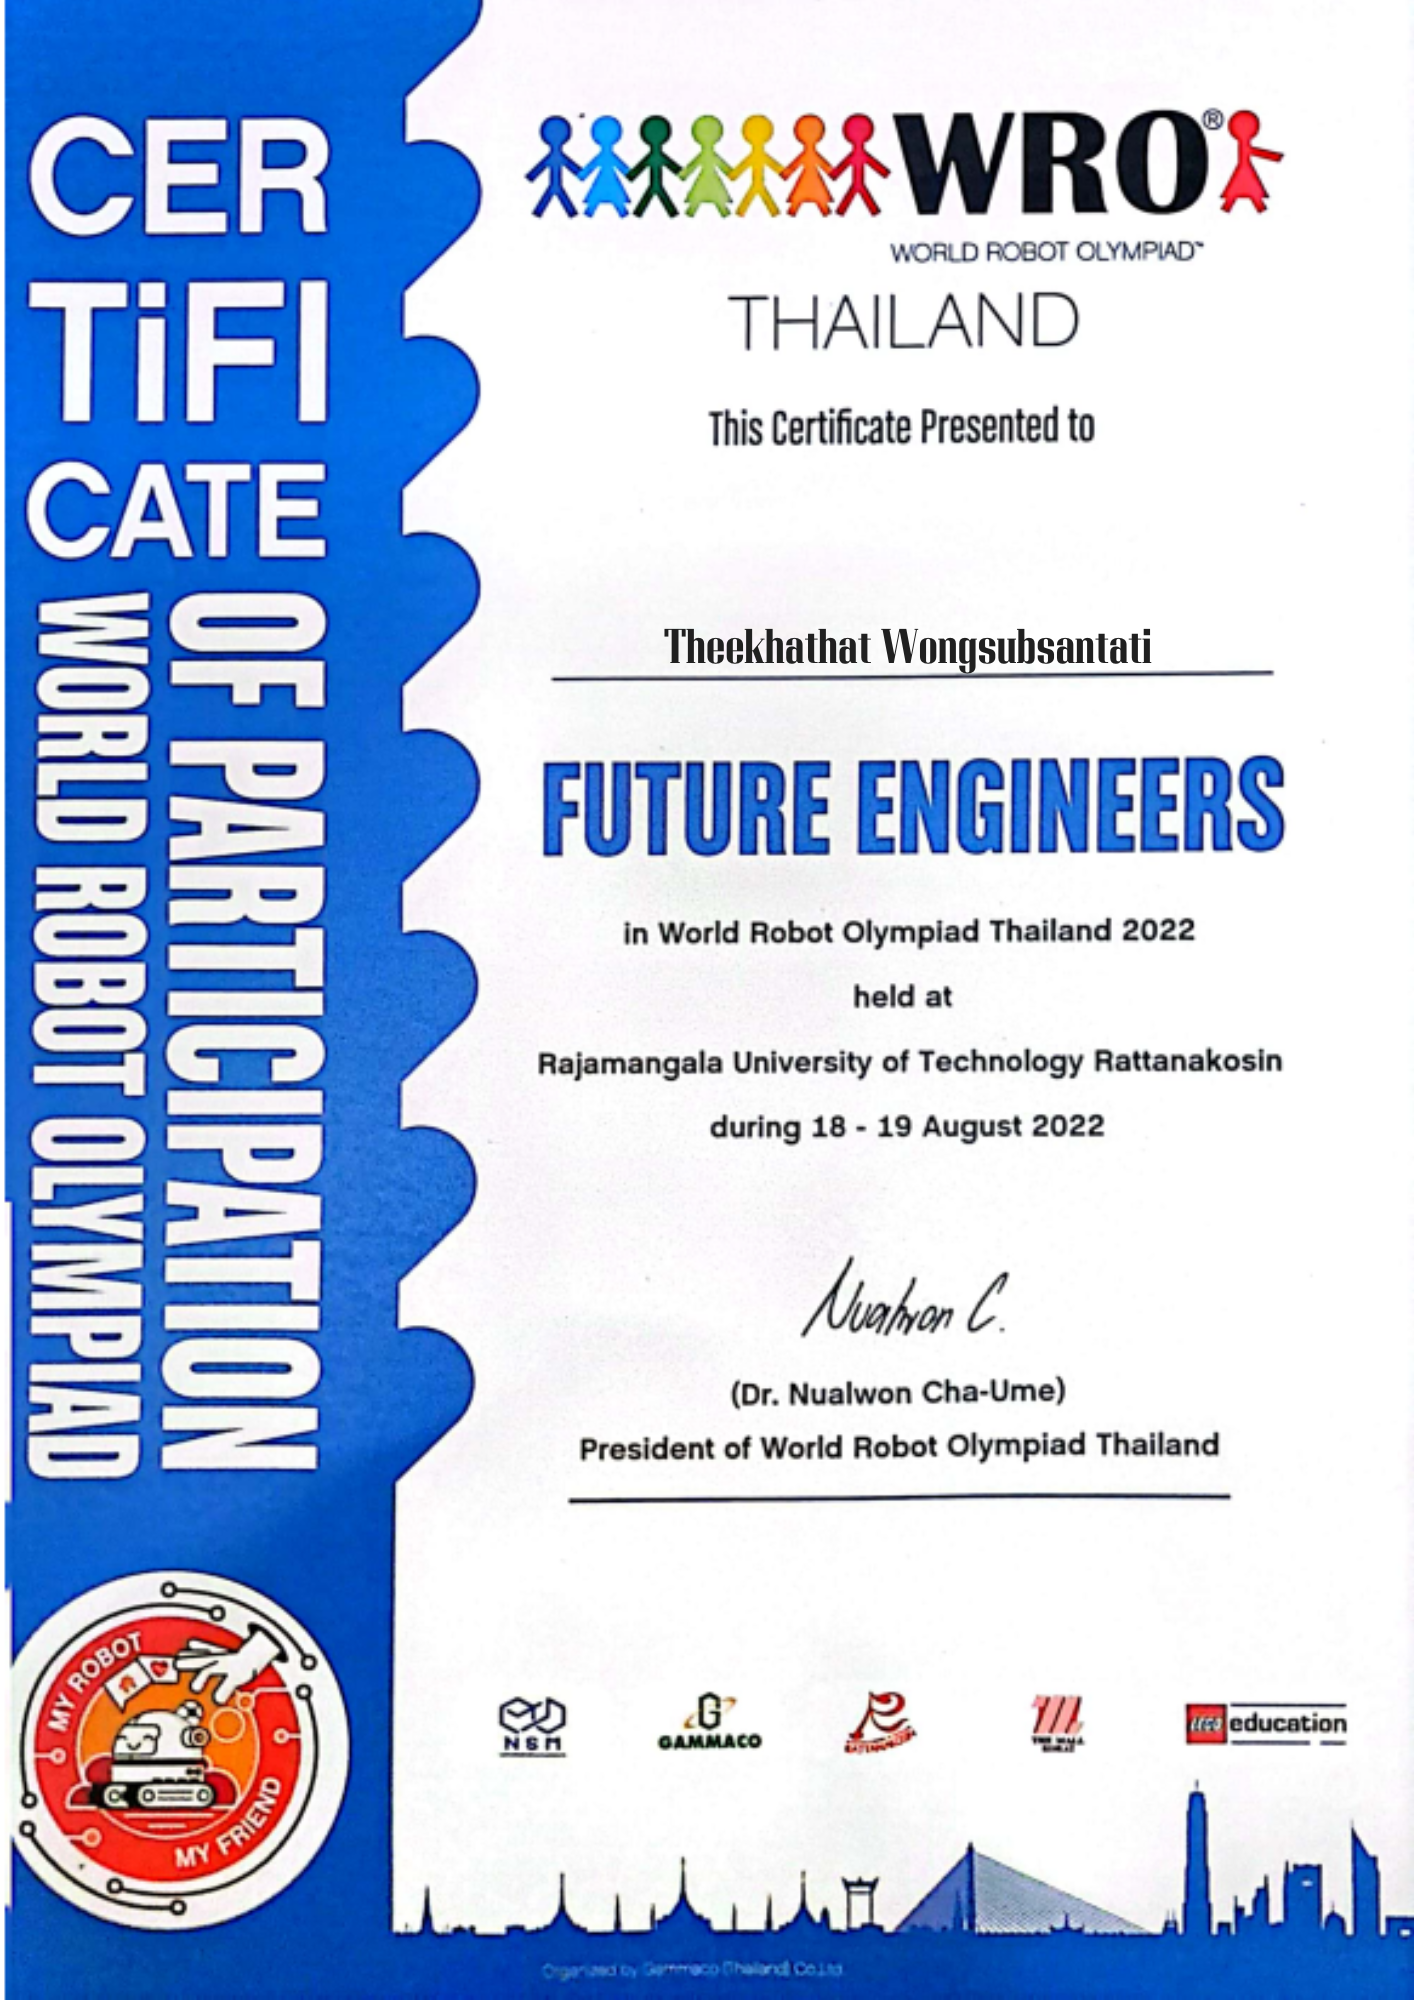 CER
TiFI
CATE
OF PARTICIPATION
WORLD ROBOT OLYMPIAD
WRO®
WORLD ROBOT OLYMPIAD™
THAILAND
This Certificate Presented to
Theekhathat Wongsubsantati
FUTURE ENGINEERS
in World Robot Olympiad Thailand 2022
held at
Rajamangala University of Technology Rattanakosin
during 18 - 19 August 2022
Nualwon C.
(Dr. Nualwon Cha-Ume)
President of World Robot Olympiad Thailand
MY ROBOT
MY FRIEND
NSM
G
GAMMACO
THE MALL
LEGO education
Organized by Gammaco (Thailand) Co.Ltd.